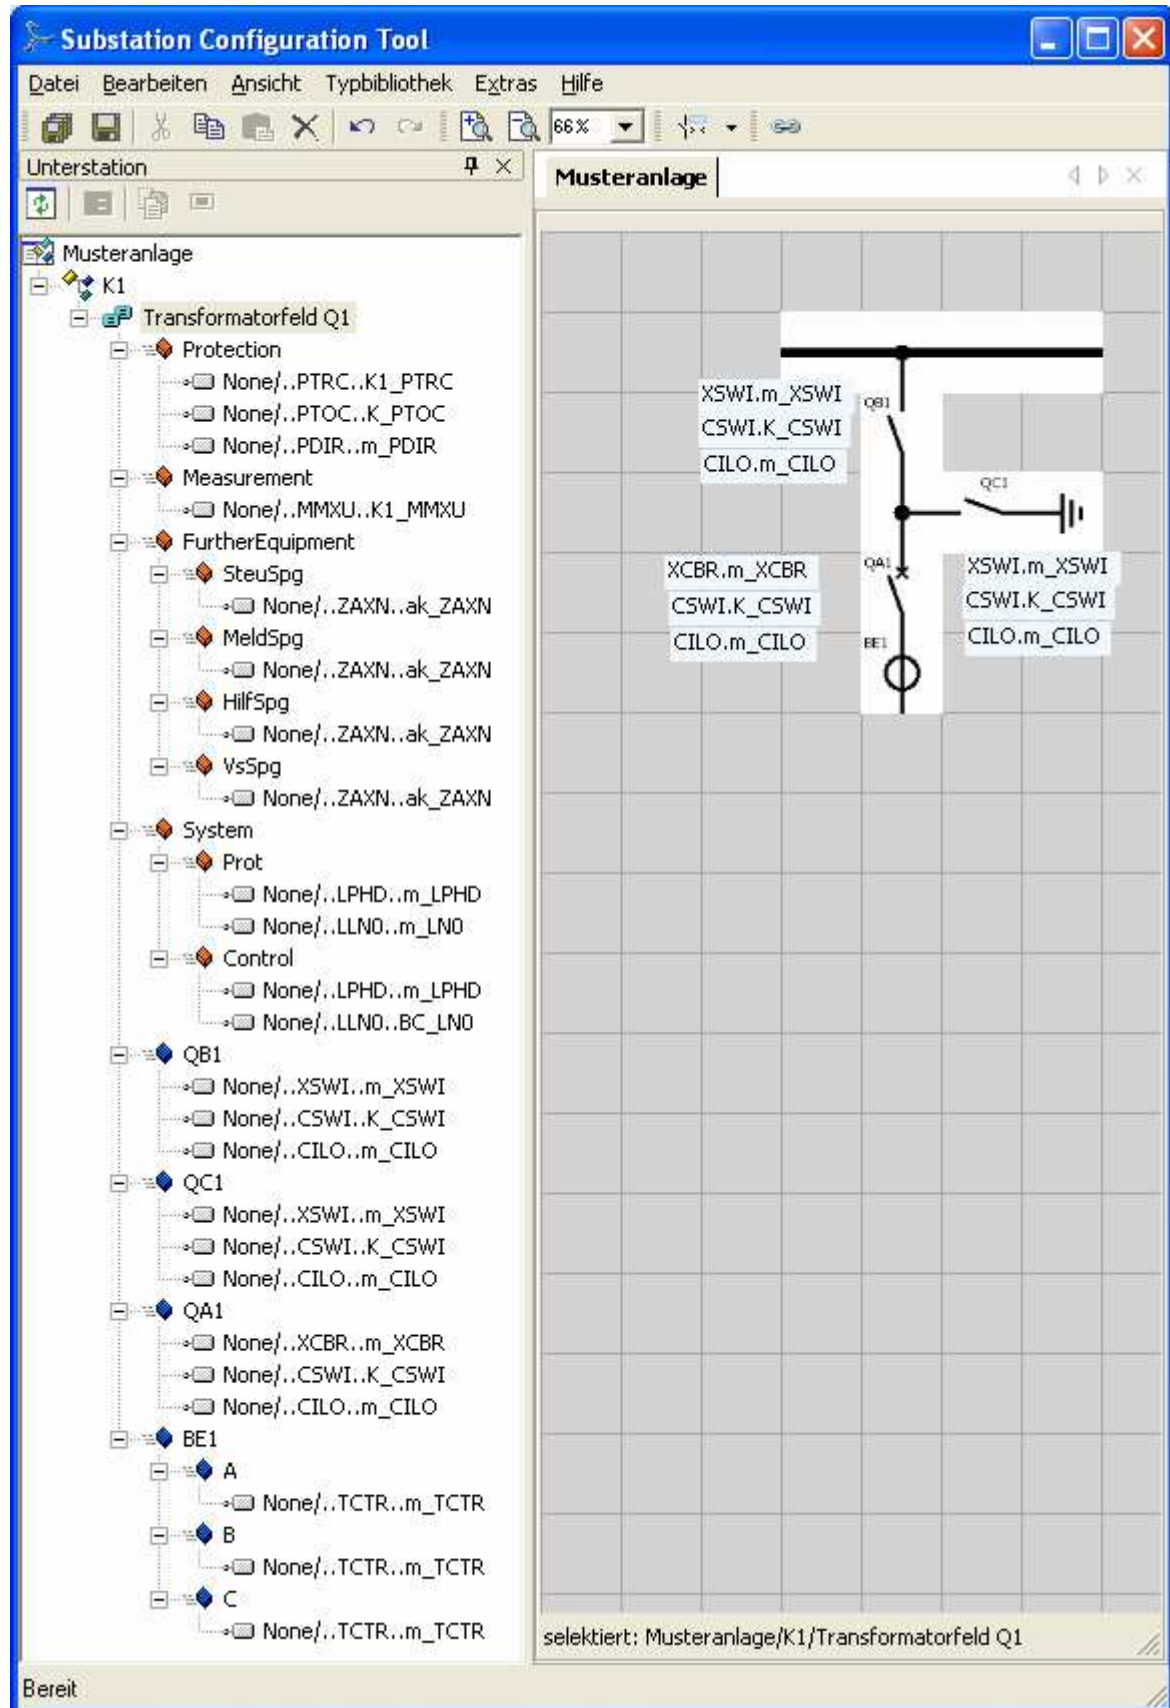 Substation Configuration Tool
Datei Bearbeiten Ansicht Typbibliothek Extras Hilfe
66%
Unterstation
Musteranlage
K1
Transformatorfeld Q1
Protection
None/..PTRC..K1_PTRC
None/..PTOC..K_PTOC
None/..PDIR..m_PDIR
Measurement
None/..MMXU..K1_MMXU
FurtherEquipment
SteuSpg
None/..ZAXN..ak_ZAXN
MeldSpg
None/..ZAXN..ak_ZAXN
HilfSpg
None/..ZAXN..ak_ZAXN
VsSpg
None/..ZAXN..ak_ZAXN
System
Prot
None/..LPHD..m_LPHD
None/..LLN0..m_LN0
Control
None/..LPHD..m_LPHD
None/..LLN0..BC_LN0
QB1
None/..XSWI..m_XSWI
None/..CSWI..K_CSWI
None/..CILO..m_CILO
QC1
None/..XSWI..m_XSWI
None/..CSWI..K_CSWI
None/..CILO..m_CILO
QA1
None/..XCBR..m_XCBR
None/..CSWI..K_CSWI
None/..CILO..m_CILO
BE1
A
None/..TCTR..m_TCTR
B
None/..TCTR..m_TCTR
C
None/..TCTR..m_TCTR
Musteranlage
XSWI.m_XSWI
CSWI.K_CSWI
CILO.m_CILO
QB1
QC1
XCBR.m_XCBR
CSWI.K_CSWI
CILO.m_CILO
QA1
BE1
XSWI.m_XSWI
CSWI.K_CSWI
CILO.m_CILO
selektiert: Musteranlage/K1/Transformatorfeld Q1
Bereit